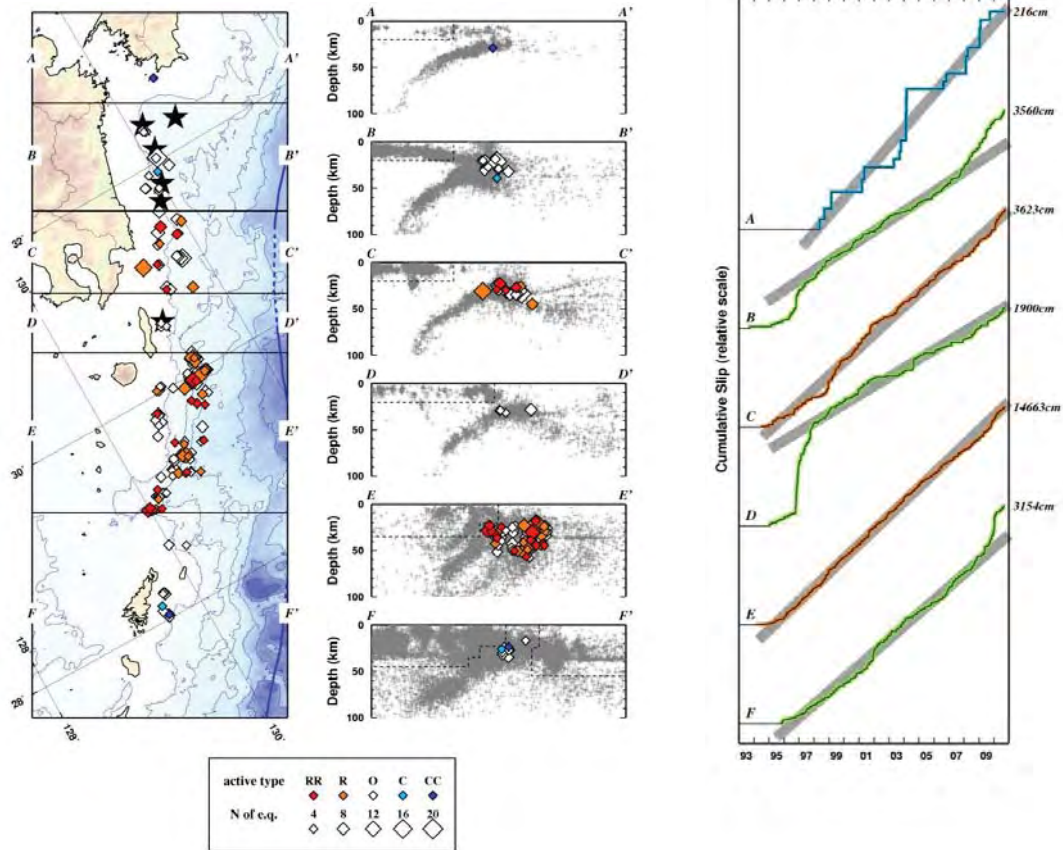 A A'
B B'
C C'
D D'
E E'
F F'
32°
130°
30°
128°
28°
128°
130°
A A'
Depth (km)
0
50
100
B B'
Depth (km)
0
50
100
C C'
Depth (km)
0
50
100
D D'
Depth (km)
0
50
100
E E'
Depth (km)
0
50
100
F F'
Depth (km)
0
50
100
active type RR R O C CC
N of c.q. 4 8 12 16 20
Cumulative Slip (relative scale)
216cm
A
3560cm
B
3623cm
C
1900cm
D
14663cm
E
3154cm
F
93 95 97 99 01 03 05 07 09